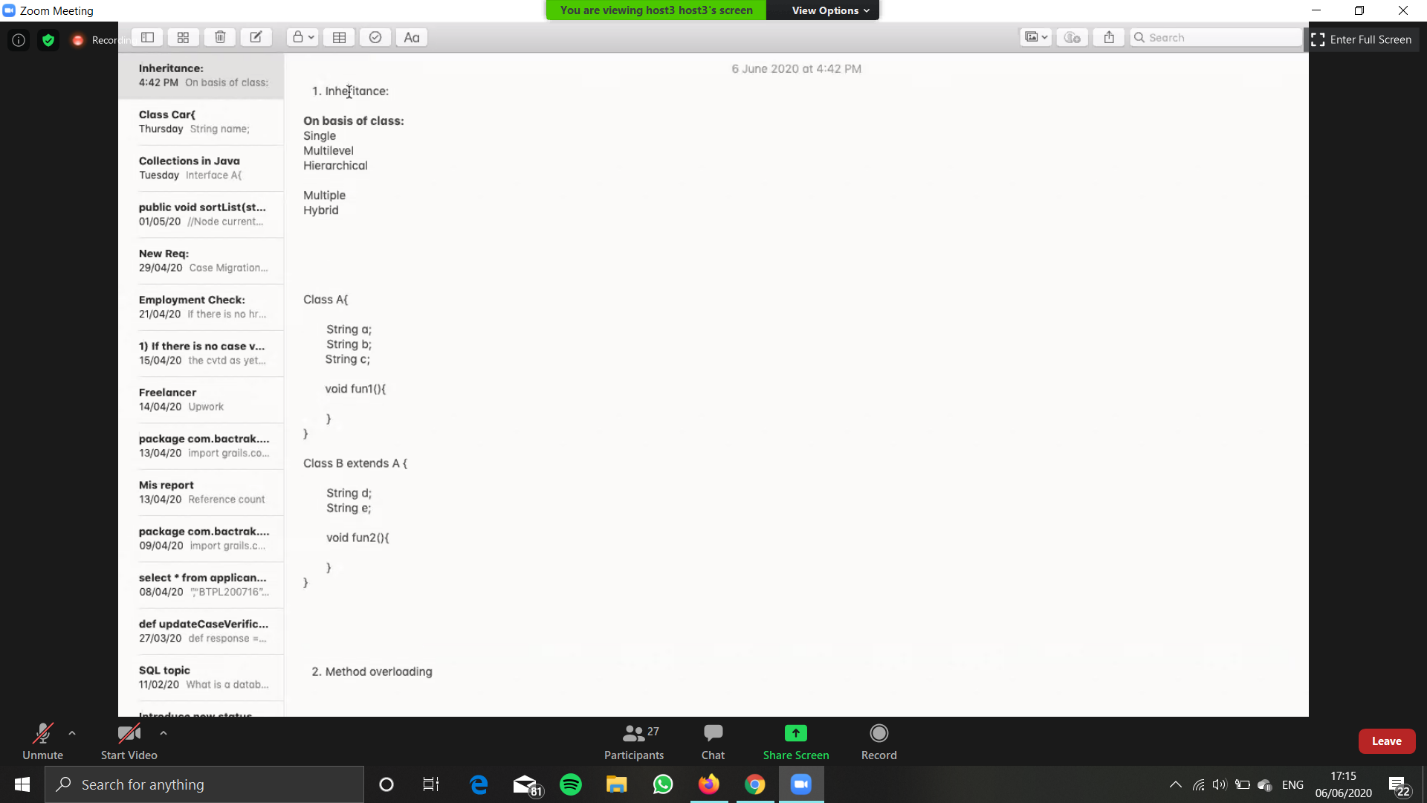 Zoom Meeting
You are viewing host3 host3's screen
View Options
Recordin
Aa
Search
Enter Full Screen
Inheritance:
4:42 PM On basis of class:
Class Car{
Thursday String name;
Collections in Java
Tuesday Interface A{
public void sortList(st...
01/05/20 //Node current...
New Req:
29/04/20 Case Migration...
Employment Check:
21/04/20 If there is no hr...
1) If there is no case v...
15/04/20 the cvtd as yet...
Freelancer
14/04/20 Upwork
package com.bactrak....
13/04/20 import grails.co...
Mis report
13/04/20 Reference count
package com.bactrak....
09/04/20 import grails.c...
select * from applican...
08/04/20 ","BTPL200716"...
def updateCaseVerific...
27/03/20 def response =...
SQL topic
11/02/20 What is a datab...
Introduce new status
6 June 2020 at 4:42 PM
1. Inheritance:
On basis of class:
Single
Multilevel
Hierarchical
Multiple
Hybrid
Class A{
String a;
String b;
String c;
void fun1(){
}
}
Class B extends A {
String d;
String e;
void fun2(){
}
}
2. Method overloading
Unmute
Start Video
27
Participants
Chat
Share Screen
Record
Leave
Search for anything
81
ENG
17:15
06/06/2020
22